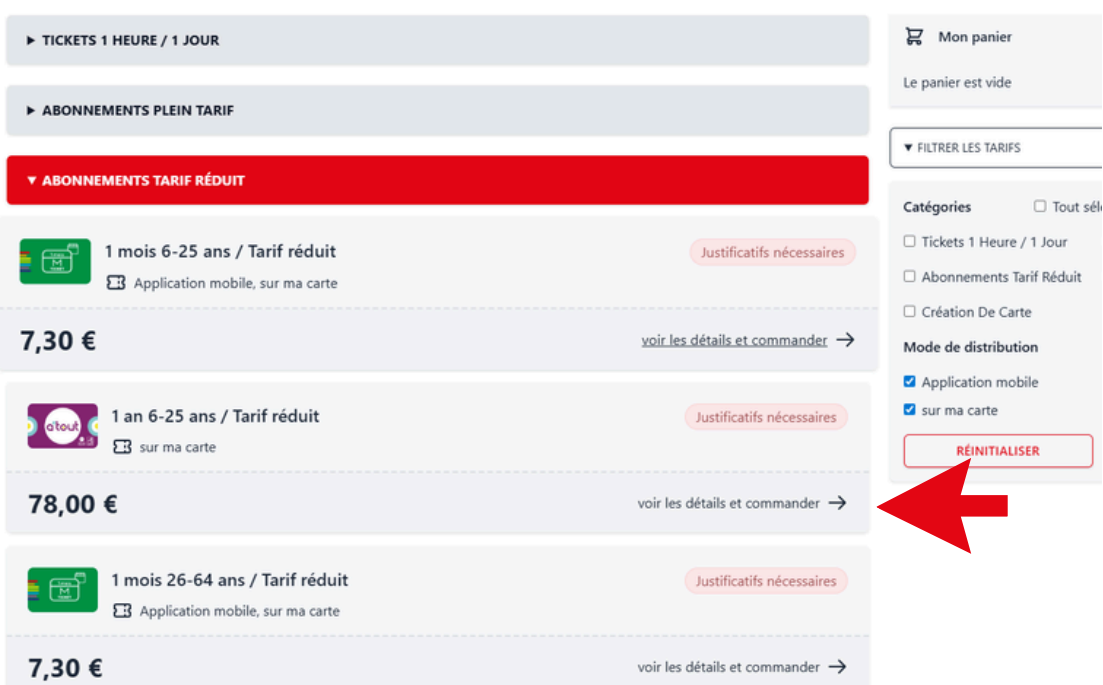 TICKETS 1 HEURE / 1 JOUR
ABONNEMENTS PLEIN TARIF
ABONNEMENTS TARIF RÉDUIT
1 mois 6-25 ans / Tarif réduit
Justificatifs nécessaires
Application mobile, sur ma carte
7,30 €
voir les détails et commander
atout
1 an 6-25 ans / Tarif réduit
Justificatifs nécessaires
sur ma carte
78,00 €
voir les détails et commander
1 mois 26-64 ans / Tarif réduit
Justificatifs nécessaires
Application mobile, sur ma carte
7,30 €
voir les détails et commander
Mon panier
Le panier est vide
FILTRER LES TARIFS
Catégories
Tout séle
Tickets 1 Heure / 1 Jour
Abonnements Tarif Réduit
Création De Carte
Mode de distribution
Application mobile
sur ma carte
RÉINITIALISER